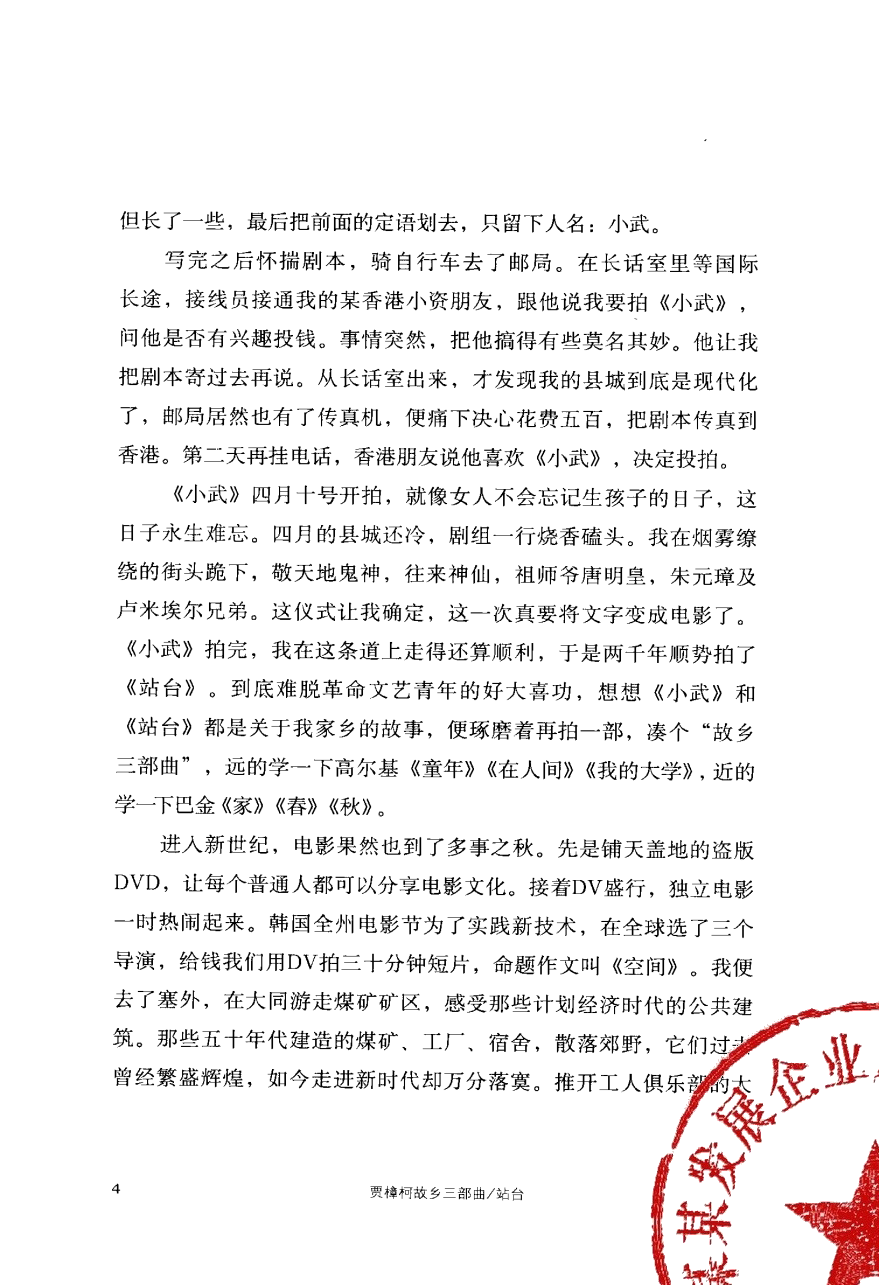 但长了一些，最后把前面的定语划去，只留下人名：小武。
写完之后怀揣剧本，骑自行车去了邮局。在长话室里等国际
长途，接线员接通我的某香港小资朋友，跟他说我要拍《小武》，
问他是否有兴趣投钱。事情突然，把他搞得有些莫名其妙。他让我
把剧本寄过去再说。从长话室出来，才发现我的县城到底是现代化
了，邮局居然也有了传真机，便痛下决心花费五百，把剧本传真到
香港。第二天再挂电话，香港朋友说他喜欢《小武》，决定投拍。
《小武》四月十号开拍，就像女人不会忘记生孩子的日子，这
日子永生难忘。四月的县城还冷，剧组一行烧香磕头。我在烟雾缭
绕的街头跪下，敬天地鬼神，往来神仙，祖师爷唐明皇，朱元璋及
卢米埃尔兄弟。这仪式让我确定，这一次真要将文字变成电影了。
《小武》拍完，我在这条道上走得还算顺利，于是两千年顺势拍了
《站台》。到底难脱革命文艺青年的好大喜功，想想《小武》和
《站台》都是关于我家乡的故事，便琢磨着再拍一部，凑个“故乡
三部曲”，远的学一下高尔基《童年》《在人间》《我的大学》，近的
学一下巴金《家》《春》《秋》。
进入新世纪，电影果然也到了多事之秋。先是铺天盖地的盗版
DVD，让每个普通人都可以分享电影文化。接着DV盛行，独立电影
一时热闹起来。韩国全州电影节为了实践新技术，在全球选了三个
导演，给钱我们用DV拍三十分钟短片，命题作文叫《空间》。我便
去了塞外，在大同游走煤矿矿区，感受那些计划经济时代的公共建
筑。那些五十年代建造的煤矿、工厂、宿舍，散落郊野，它们过去
曾经繁盛辉煌，如今走进新时代却万分落寞。推开工人俱乐部的大
4
贾樟柯故乡三部曲/站台
某发展企业